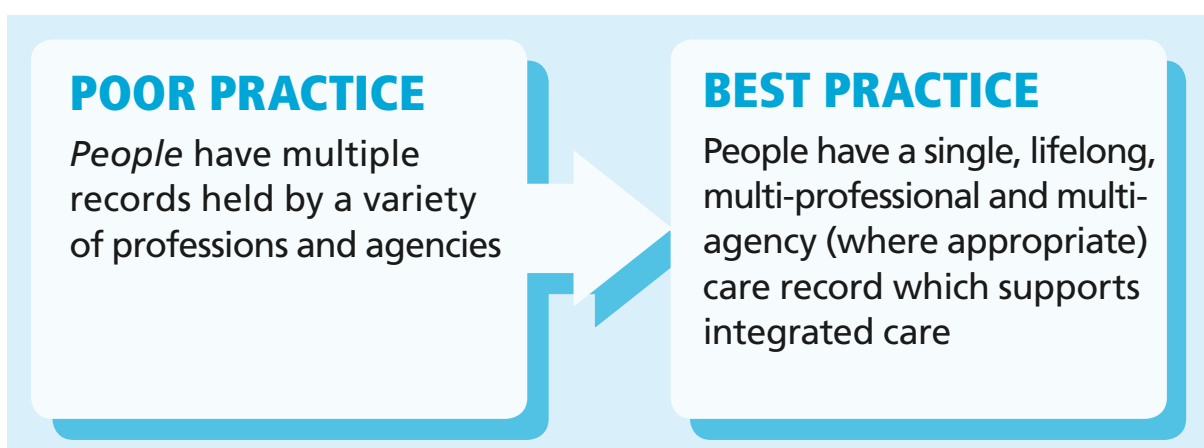 POOR PRACTICE
People have multiple
records held by a variety
of professions and agencies
BEST PRACTICE
People have a single, lifelong,
multi-professional and multi-
agency (where appropriate)
care record which supports
integrated care